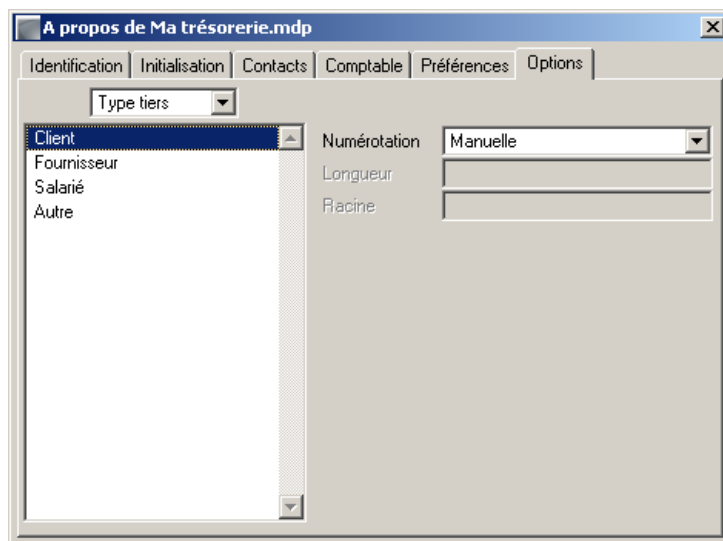 A propos de Ma trésorerie.mdp
Identification Initialisation Contacts Comptable Préférences Options
Type tiers
Client
Fournisseur
Salarié
Autre
Numérotation Manuelle
Longueur
Racine